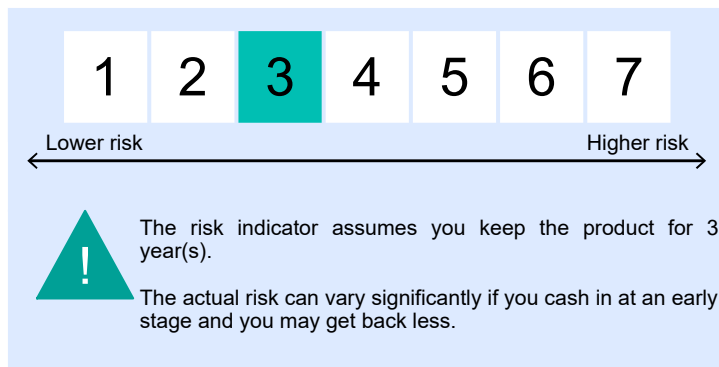 1 2 3 4 5 6 7
Lower risk Higher risk
The risk indicator assumes you keep the product for 3
year(s).
!
The actual risk can vary significantly if you cash in at an early
stage and you may get back less.